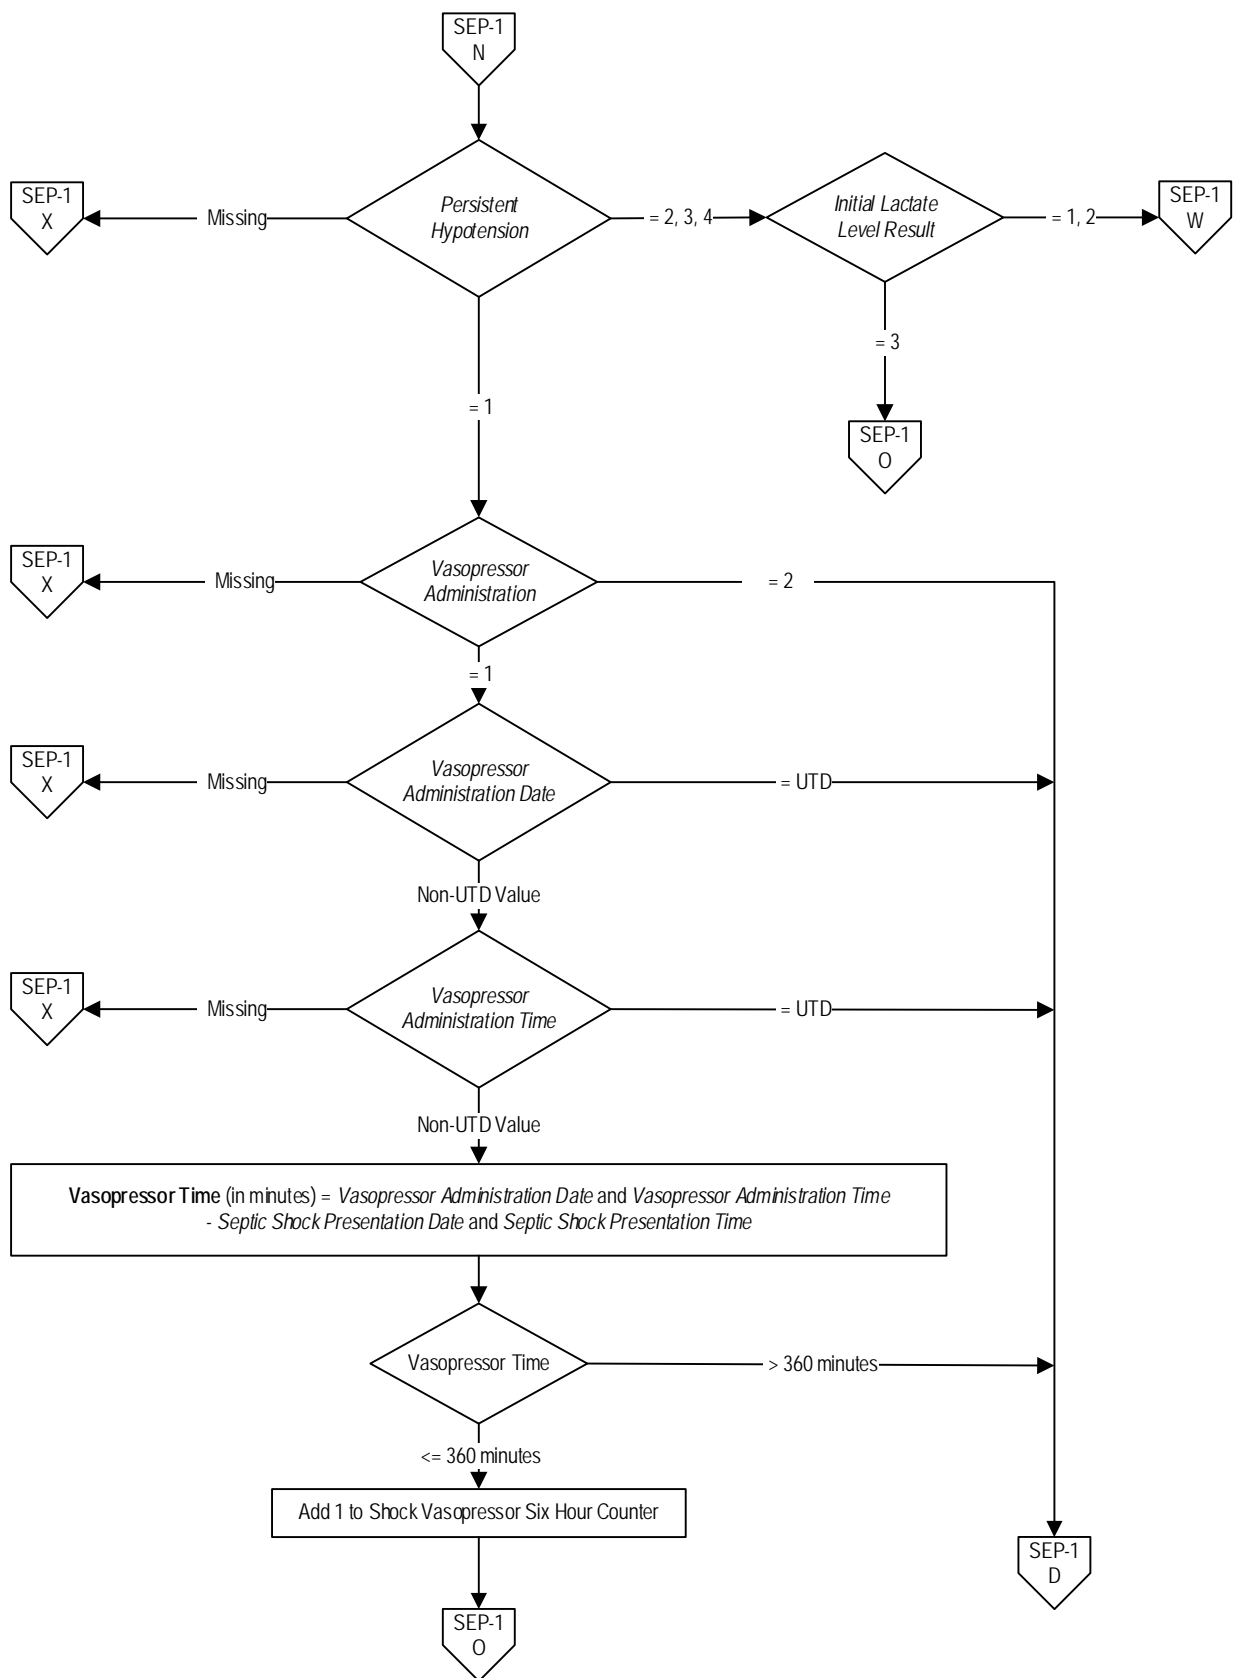 SEP-1
N
SEP-1
X
Missing
Persistent
Hypotension
= 2, 3, 4
Initial Lactate
Level Result
= 1, 2
SEP-1
W
= 3
SEP-1
O
= 1
SEP-1
X
Missing
Vasopressor
Administration
= 2
= 1
SEP-1
X
Missing
Vasopressor
Administration Date
= UTD
Non-UTD Value
SEP-1
X
Missing
Vasopressor
Administration Time
= UTD
Non-UTD Value
Vasopressor Time (in minutes) = Vasopressor Administration Date and Vasopressor Administration Time
- Septic Shock Presentation Date and Septic Shock Presentation Time
Vasopressor Time
> 360 minutes
<= 360 minutes
Add 1 to Shock Vasopressor Six Hour Counter
SEP-1
D
SEP-1
O